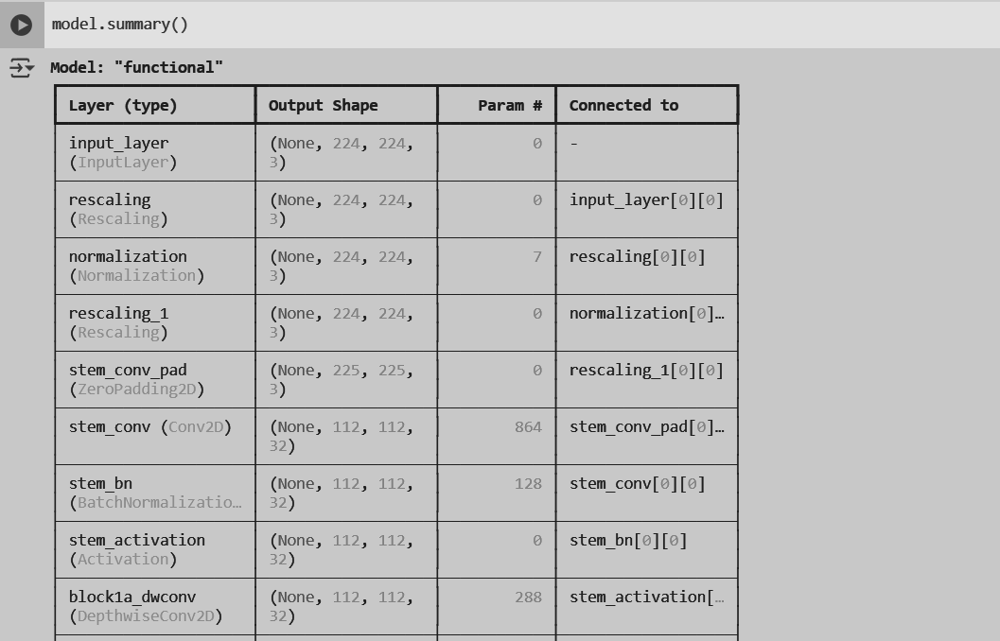 model.summary()
Model: "functional"
Layer (type) Output Shape Param # Connected to
input_layer (None, 224, 224, 0 -
(InputLayer) 3)
rescaling (None, 224, 224, 0 input_layer[0][0]
(Rescaling) 3)
normalization (None, 224, 224, 7 rescaling[0][0]
(Normalization) 3)
rescaling_1 (None, 224, 224, 0 normalization[0]…
(Rescaling) 3)
stem_conv_pad (None, 225, 225, 0 rescaling_1[0][0]
(ZeroPadding2D) 3)
stem_conv (Conv2D) (None, 112, 112, 864 stem_conv_pad[0]…
32)
stem_bn (None, 112, 112, 128 stem_conv[0][0]
(BatchNormalizatio… 32)
stem_activation (None, 112, 112, 0 stem_bn[0][0]
(Activation) 32)
block1a_dwconv (None, 112, 112, 288 stem_activation[…
(DepthwiseConv2D) 32)